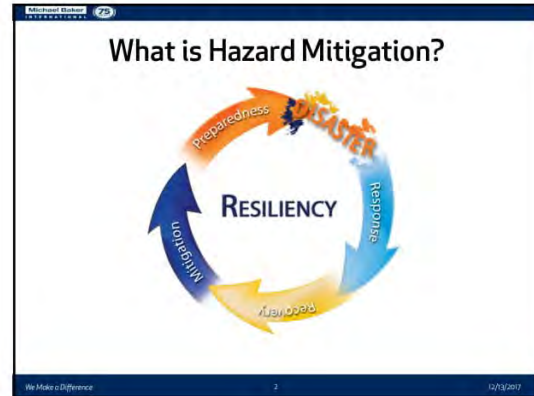 Michael Baker 75
INTERNATIONAL
What is Hazard Mitigation?
Preparedness
DISASTER
RESILIENCY
Response
Mitigation
Recovery
We Make a Difference 2 12/13/2017